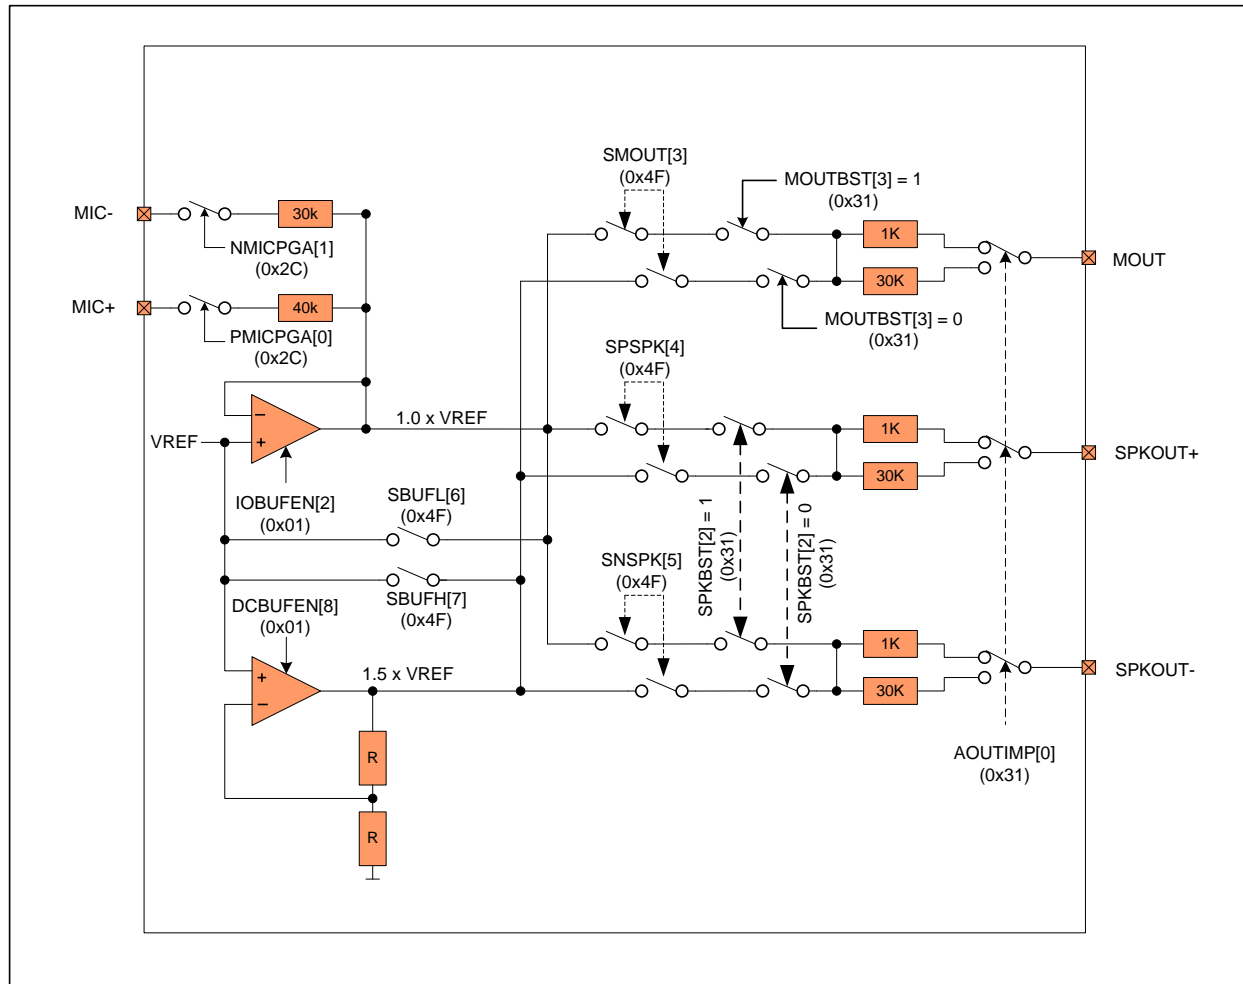 SMOUT[3]
(0x4F)
MOUTBST[3] = 1
(0x31)
MIC-
30k
NMICPGA[1]
(0x2C)
1K
30K
MOUT
MIC+
40k
PMICPGA[0]
(0x2C)
MOUTBST[3] = 0
(0x31)
SPSPK[4]
(0x4F)
1.0 x VREF
VREF
−
+
IOBUFEN[2]
(0x01)
1K
30K
SPKOUT+
SBUFL[6]
(0x4F)
SBUFH[7]
(0x4F)
SPKBST[2] = 1
(0x31)
SPKBST[2] = 0
(0x31)
SNSPK[5]
(0x4F)
DCBUFEN[8]
(0x01)
+
−
1.5 x VREF
1K
30K
SPKOUT-
R
R
AOUTIMP[0]
(0x31)